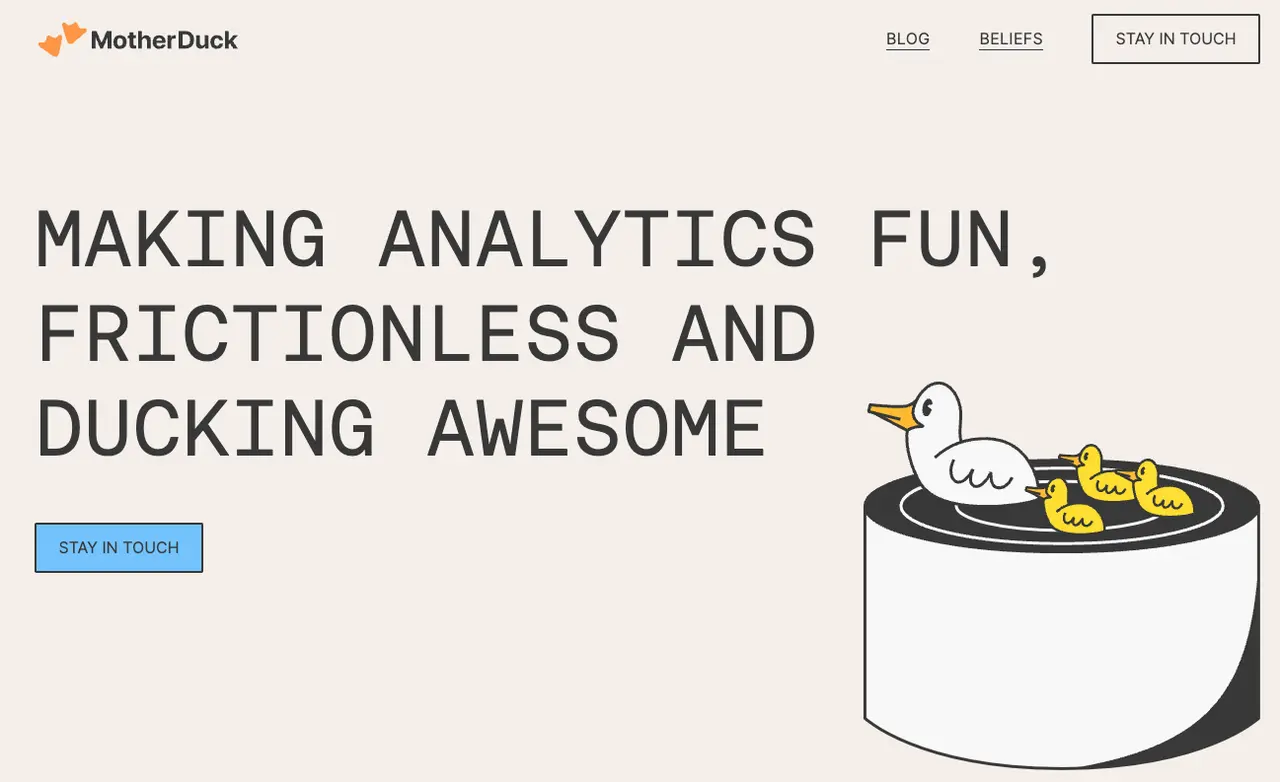 MotherDuck
BLOG
BELIEFS
STAY IN TOUCH
MAKING ANALYTICS FUN,
FRICTIONLESS AND
DUCKING AWESOME
STAY IN TOUCH